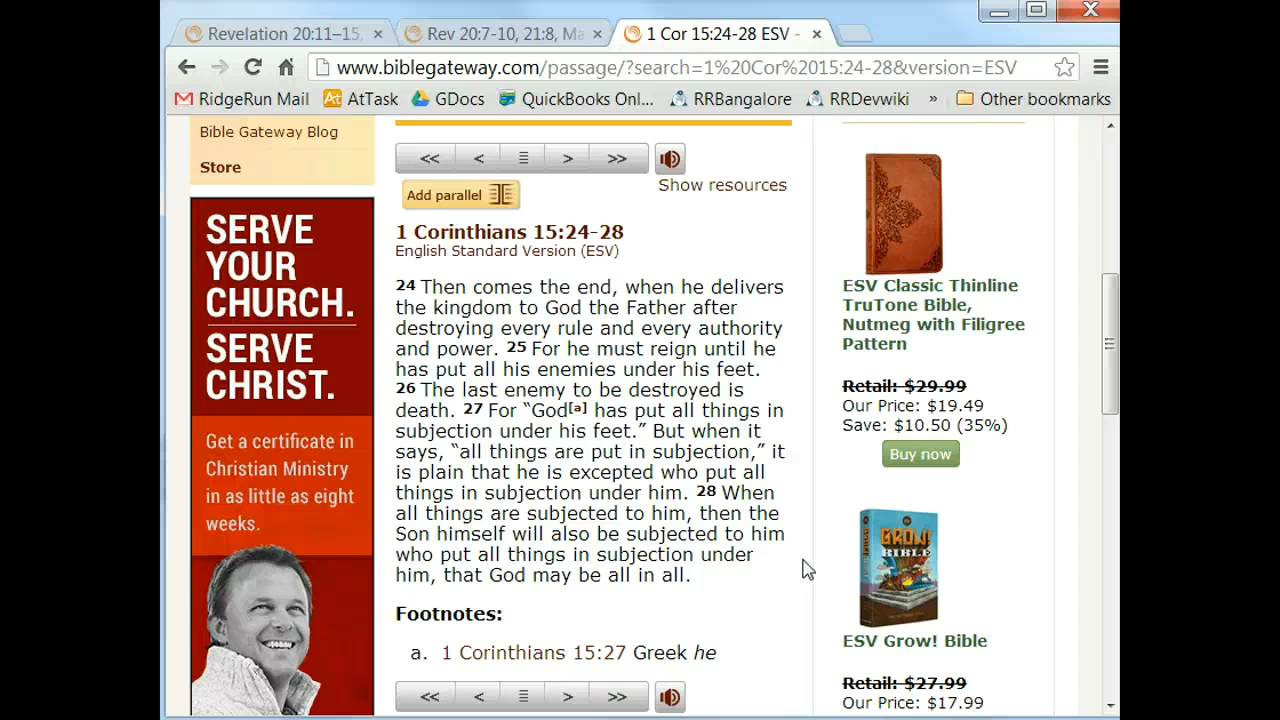 Revelation 20:11–15,
Rev 20:7-10, 21:8, Ma
1 Cor 15:24-28 ESV -
www.biblegateway.com/passage/?search=1%20Cor%2015:24-28&version=ESV
RidgeRun Mail
AtTask
GDocs
QuickBooks Onl...
RRBangalore
RRDevwiki
»
Other bookmarks
Bible Gateway Blog
Store
SERVE
YOUR
CHURCH.
SERVE
CHRIST.
Get a certificate in
Christian Ministry
in as little as eight
weeks.
<< < ≡ > >>
Show resources
Add parallel
1 Corinthians 15:24-28
English Standard Version (ESV)
24 Then comes the end, when he delivers
the kingdom to God the Father after
destroying every rule and every authority
and power. 25 For he must reign until he
has put all his enemies under his feet.
26 The last enemy to be destroyed is
death. 27 For “God[a] has put all things in
subjection under his feet.” But when it
says, “all things are put in subjection,” it
is plain that he is excepted who put all
things in subjection under him. 28 When
all things are subjected to him, then the
Son himself will also be subjected to him
who put all things in subjection under
him, that God may be all in all.
Footnotes:
a. 1 Corinthians 15:27 Greek he
<< < ≡ > >>
ESV Classic Thinline
TruTone Bible,
Nutmeg with Filigree
Pattern
Retail: $29.99
Our Price: $19.49
Save: $10.50 (35%)
Buy now
GROW!
BIBLE
ESV Grow! Bible
Retail: $27.99
Our Price: $17.99